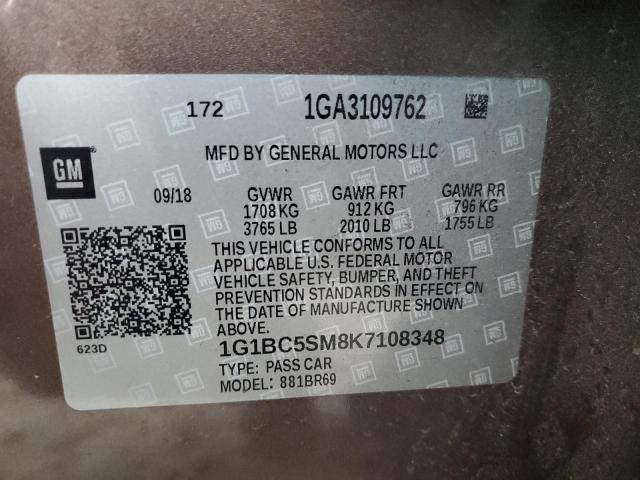 172 1GA3109762
GM
MFD BY GENERAL MOTORS LLC
09/18 GVWR GAWR FRT GAWR RR
1708 KG 912 KG 796 KG
3765 LB 2010 LB 1755 LB
THIS VEHICLE CONFORMS TO ALL
APPLICABLE U.S. FEDERAL MOTOR
VEHICLE SAFETY, BUMPER, AND THEFT
PREVENTION STANDARDS IN EFFECT ON
THE DATE OF MANUFACTURE SHOWN
ABOVE.
623D
1G1BC5SM8K7108348
TYPE: PASS CAR
MODEL: 881BR69